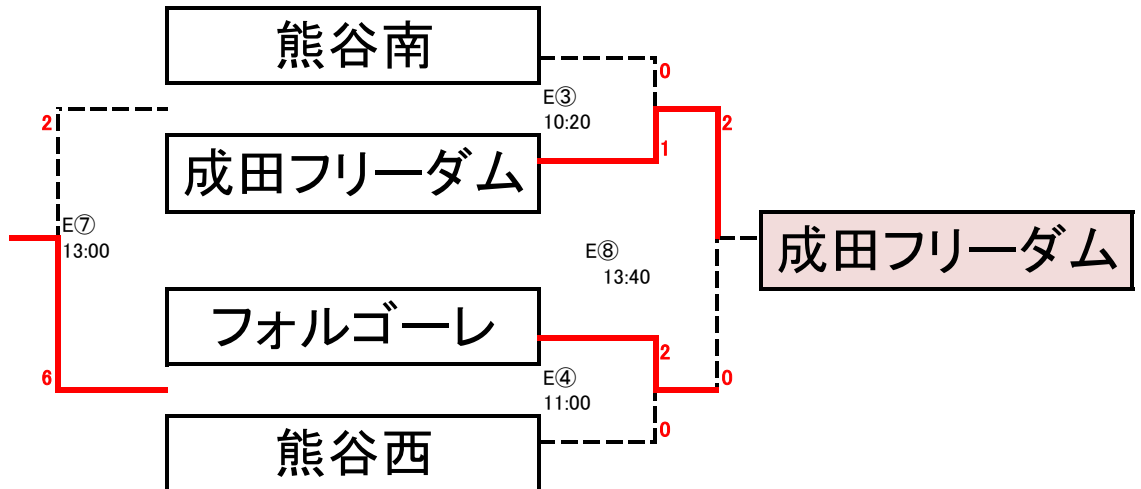 熊谷南
0
E③
10:20
2
2
1
成田フリーダム
E⑦
13:00
E⑧
13:40
成田フリーダム
フォルゴーレ
2
6
E④
11:00
0
0
熊谷西